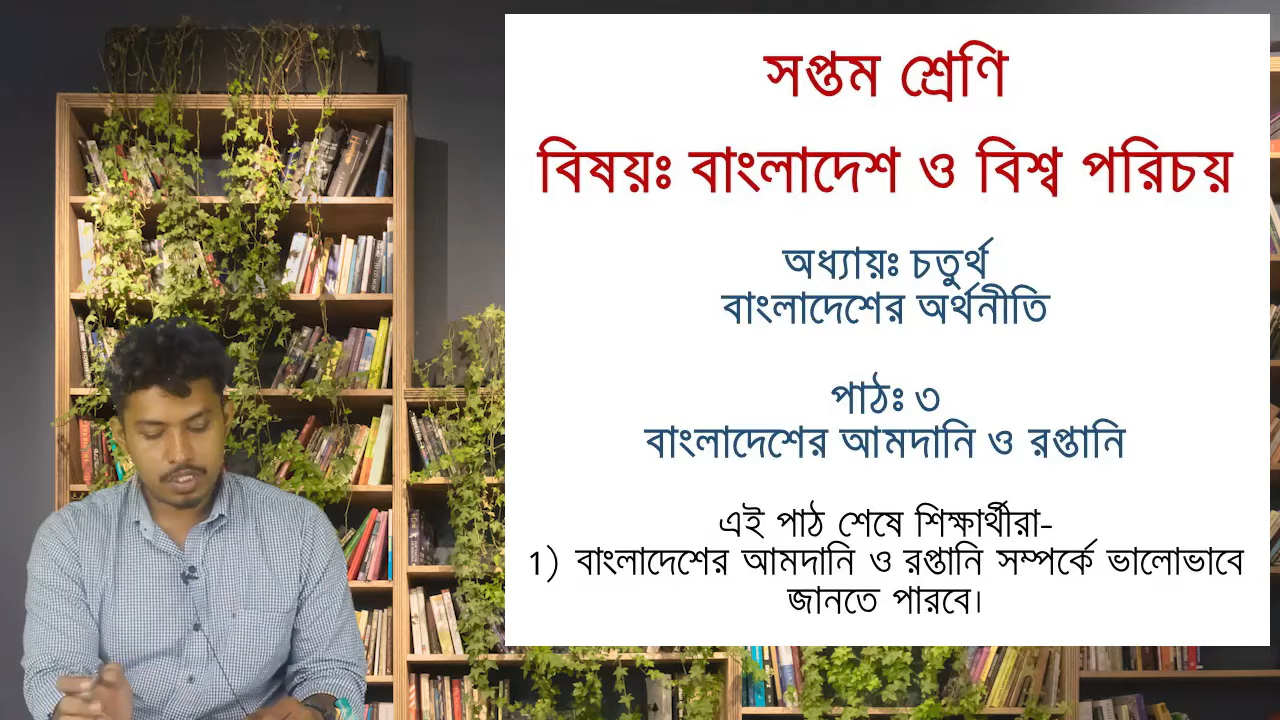 সপ্তম শ্রেণি
বিষয়ঃ বাংলাদেশ ও বিশ্ব পরিচয়
অধ্যায়ঃ চতুর্থ
বাংলাদেশের অর্থনীতি
পাঠঃ ৩
বাংলাদেশের আমদানি ও রপ্তানি
এই পাঠ শেষে শিক্ষার্থীরা-
1) বাংলাদেশের আমদানি ও রপ্তানি সম্পর্কে ভালোভাবে
জানতে পারবে।